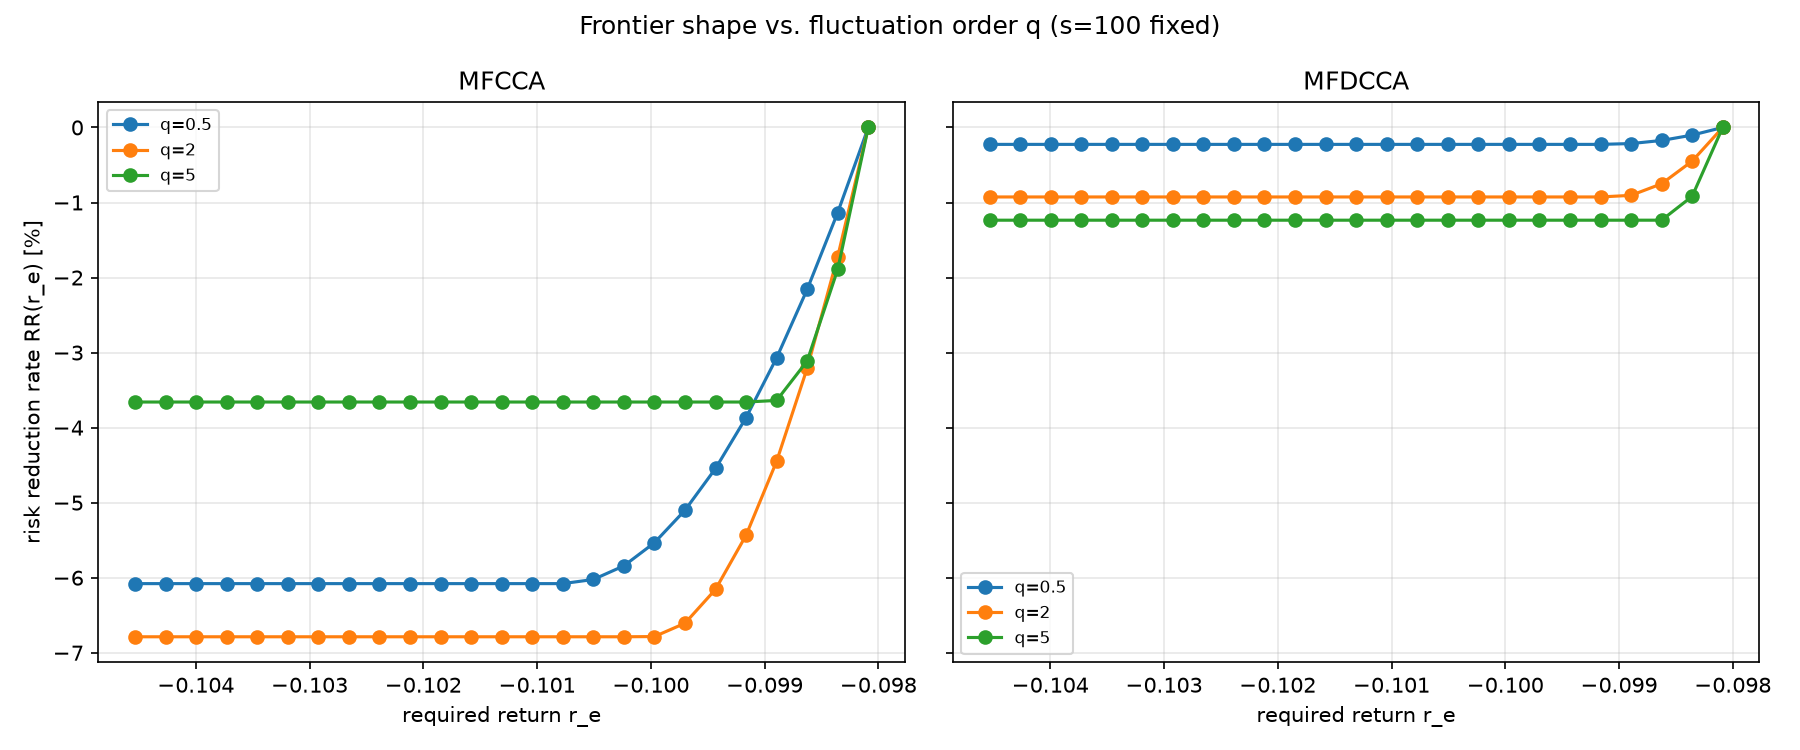 Frontier shape vs. fluctuation order q (s=100 fixed)
MFCCA
q=0.5
q=2
q=5
0
−1
−2
−3
−4
−5
−6
−7
risk reduction rate RR(r_e) [%]
−0.104 −0.103 −0.102 −0.101 −0.100 −0.099 −0.098
required return r_e
MFDCCA
q=0.5
q=2
q=5
−0.104 −0.103 −0.102 −0.101 −0.100 −0.099 −0.098
required return r_e